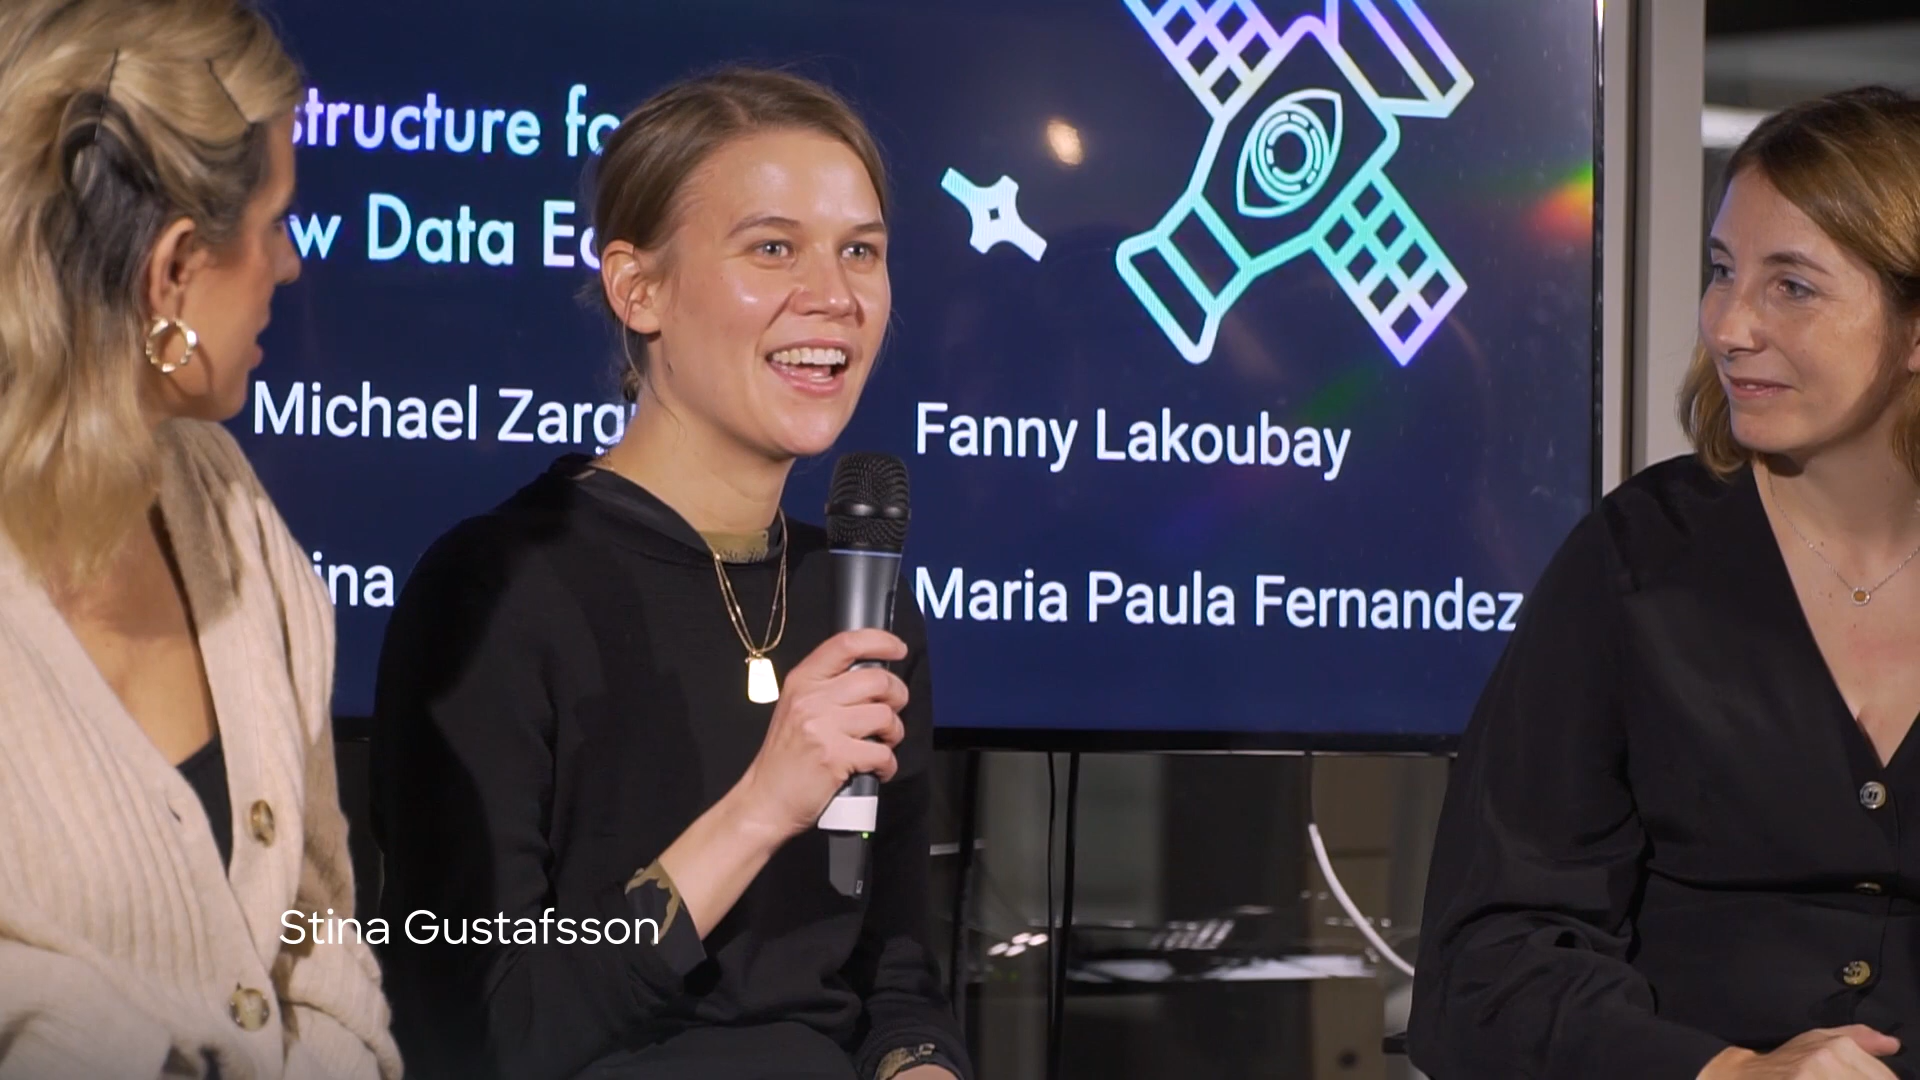 structure fo
w Data Ec
Michael Zarg
Fanny Lakoubay
ina
Maria Paula Fernandez
Stina Gustafsson